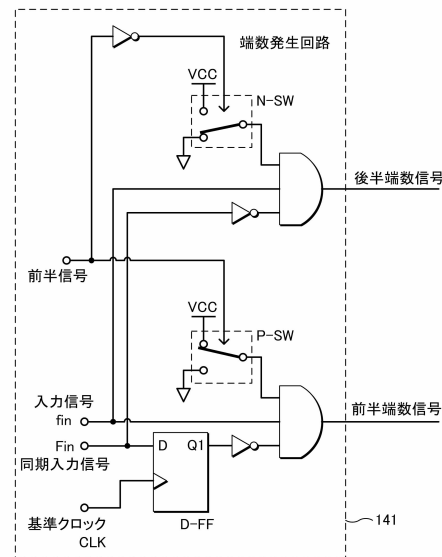 端数発生回路
VCC
N-SW
後半端数信号
前半信号
VCC
P-SW
入力信号
fin
前半端数信号
Fin
D
Q1
同期入力信号
基準クロック
CLK
D-FF
141